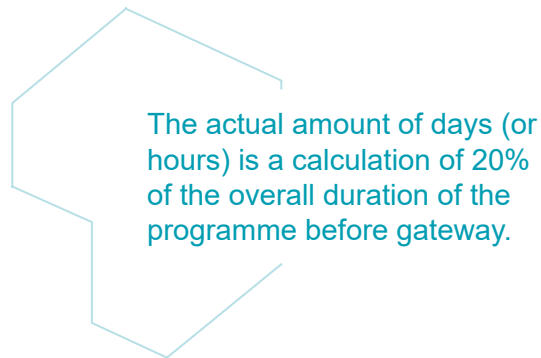 The actual amount of days (or
hours) is a calculation of 20%
of the overall duration of the
programme before gateway.